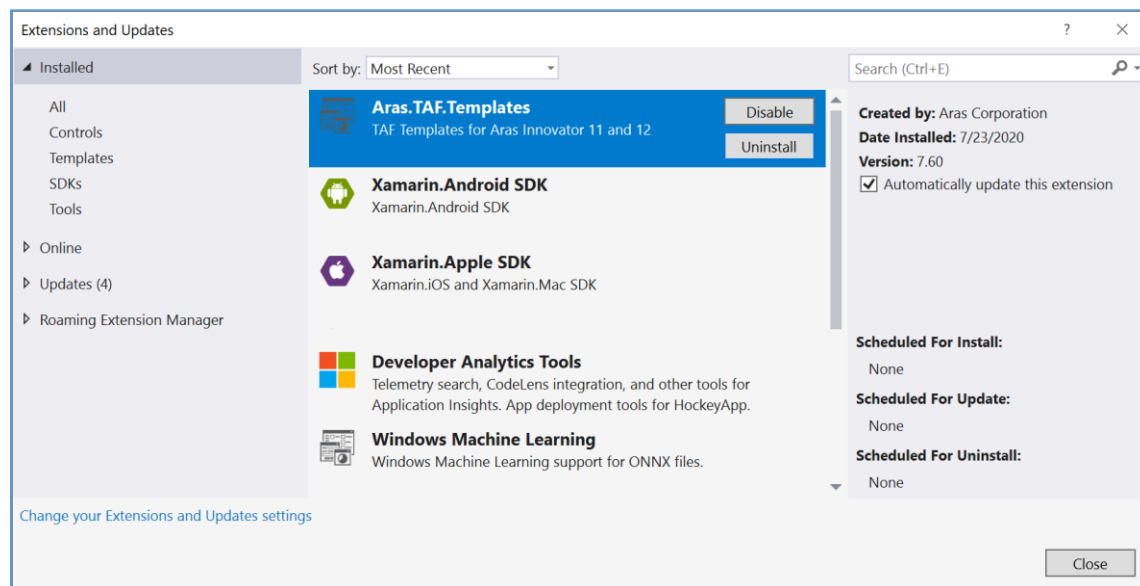 Extensions and Updates
Installed
All
Controls
Templates
SDKs
Tools
Online
Updates (4)
Roaming Extension Manager
Change your Extensions and Updates settings
Sort by: Most Recent
Aras.TAF.Templates
TAF Templates for Aras Innovator 11 and 12
Disable
Uninstall
Xamarin.Android SDK
Xamarin.Android SDK
Xamarin.Apple SDK
Xamarin.iOS and Xamarin.Mac SDK
Developer Analytics Tools
Telemetry search, CodeLens integration, and other tools for
Application Insights. App deployment tools for HockeyApp.
Windows Machine Learning
Windows Machine Learning support for ONNX files.
Search (Ctrl+E)
Created by: Aras Corporation
Date Installed: 7/23/2020
Version: 7.60
Automatically update this extension
Scheduled For Install:
None
Scheduled For Update:
None
Scheduled For Uninstall:
None
Close